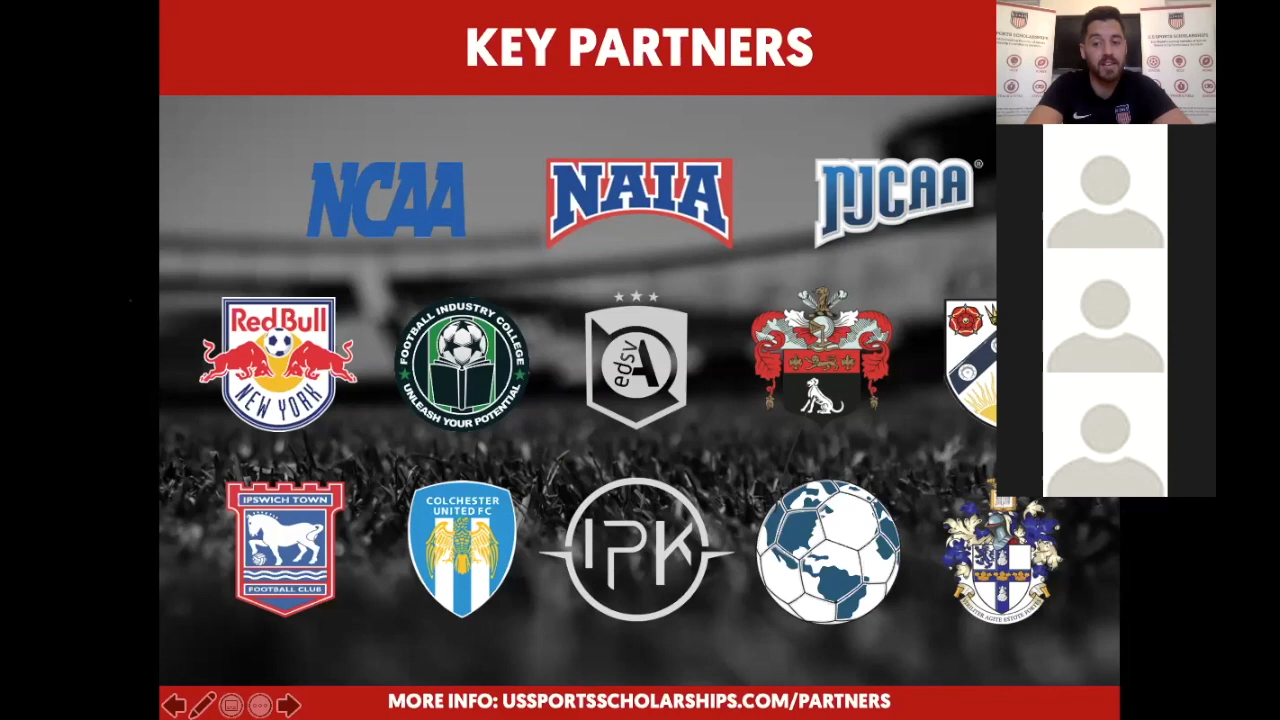 KEY PARTNERS
NCAA
NAIA
NJCAA
®
Red Bull
NEW YORK
FOOTBALL INDUSTRY COLLEGE
UNLEASH YOUR POTENTIAL
edsv A
IPSWICH TOWN
FOOTBALL CLUB
COLCHESTER
UNITED FC
IPK
MORE INFO: USSPORTSSCHOLARSHIPS.COM/PARTNERS